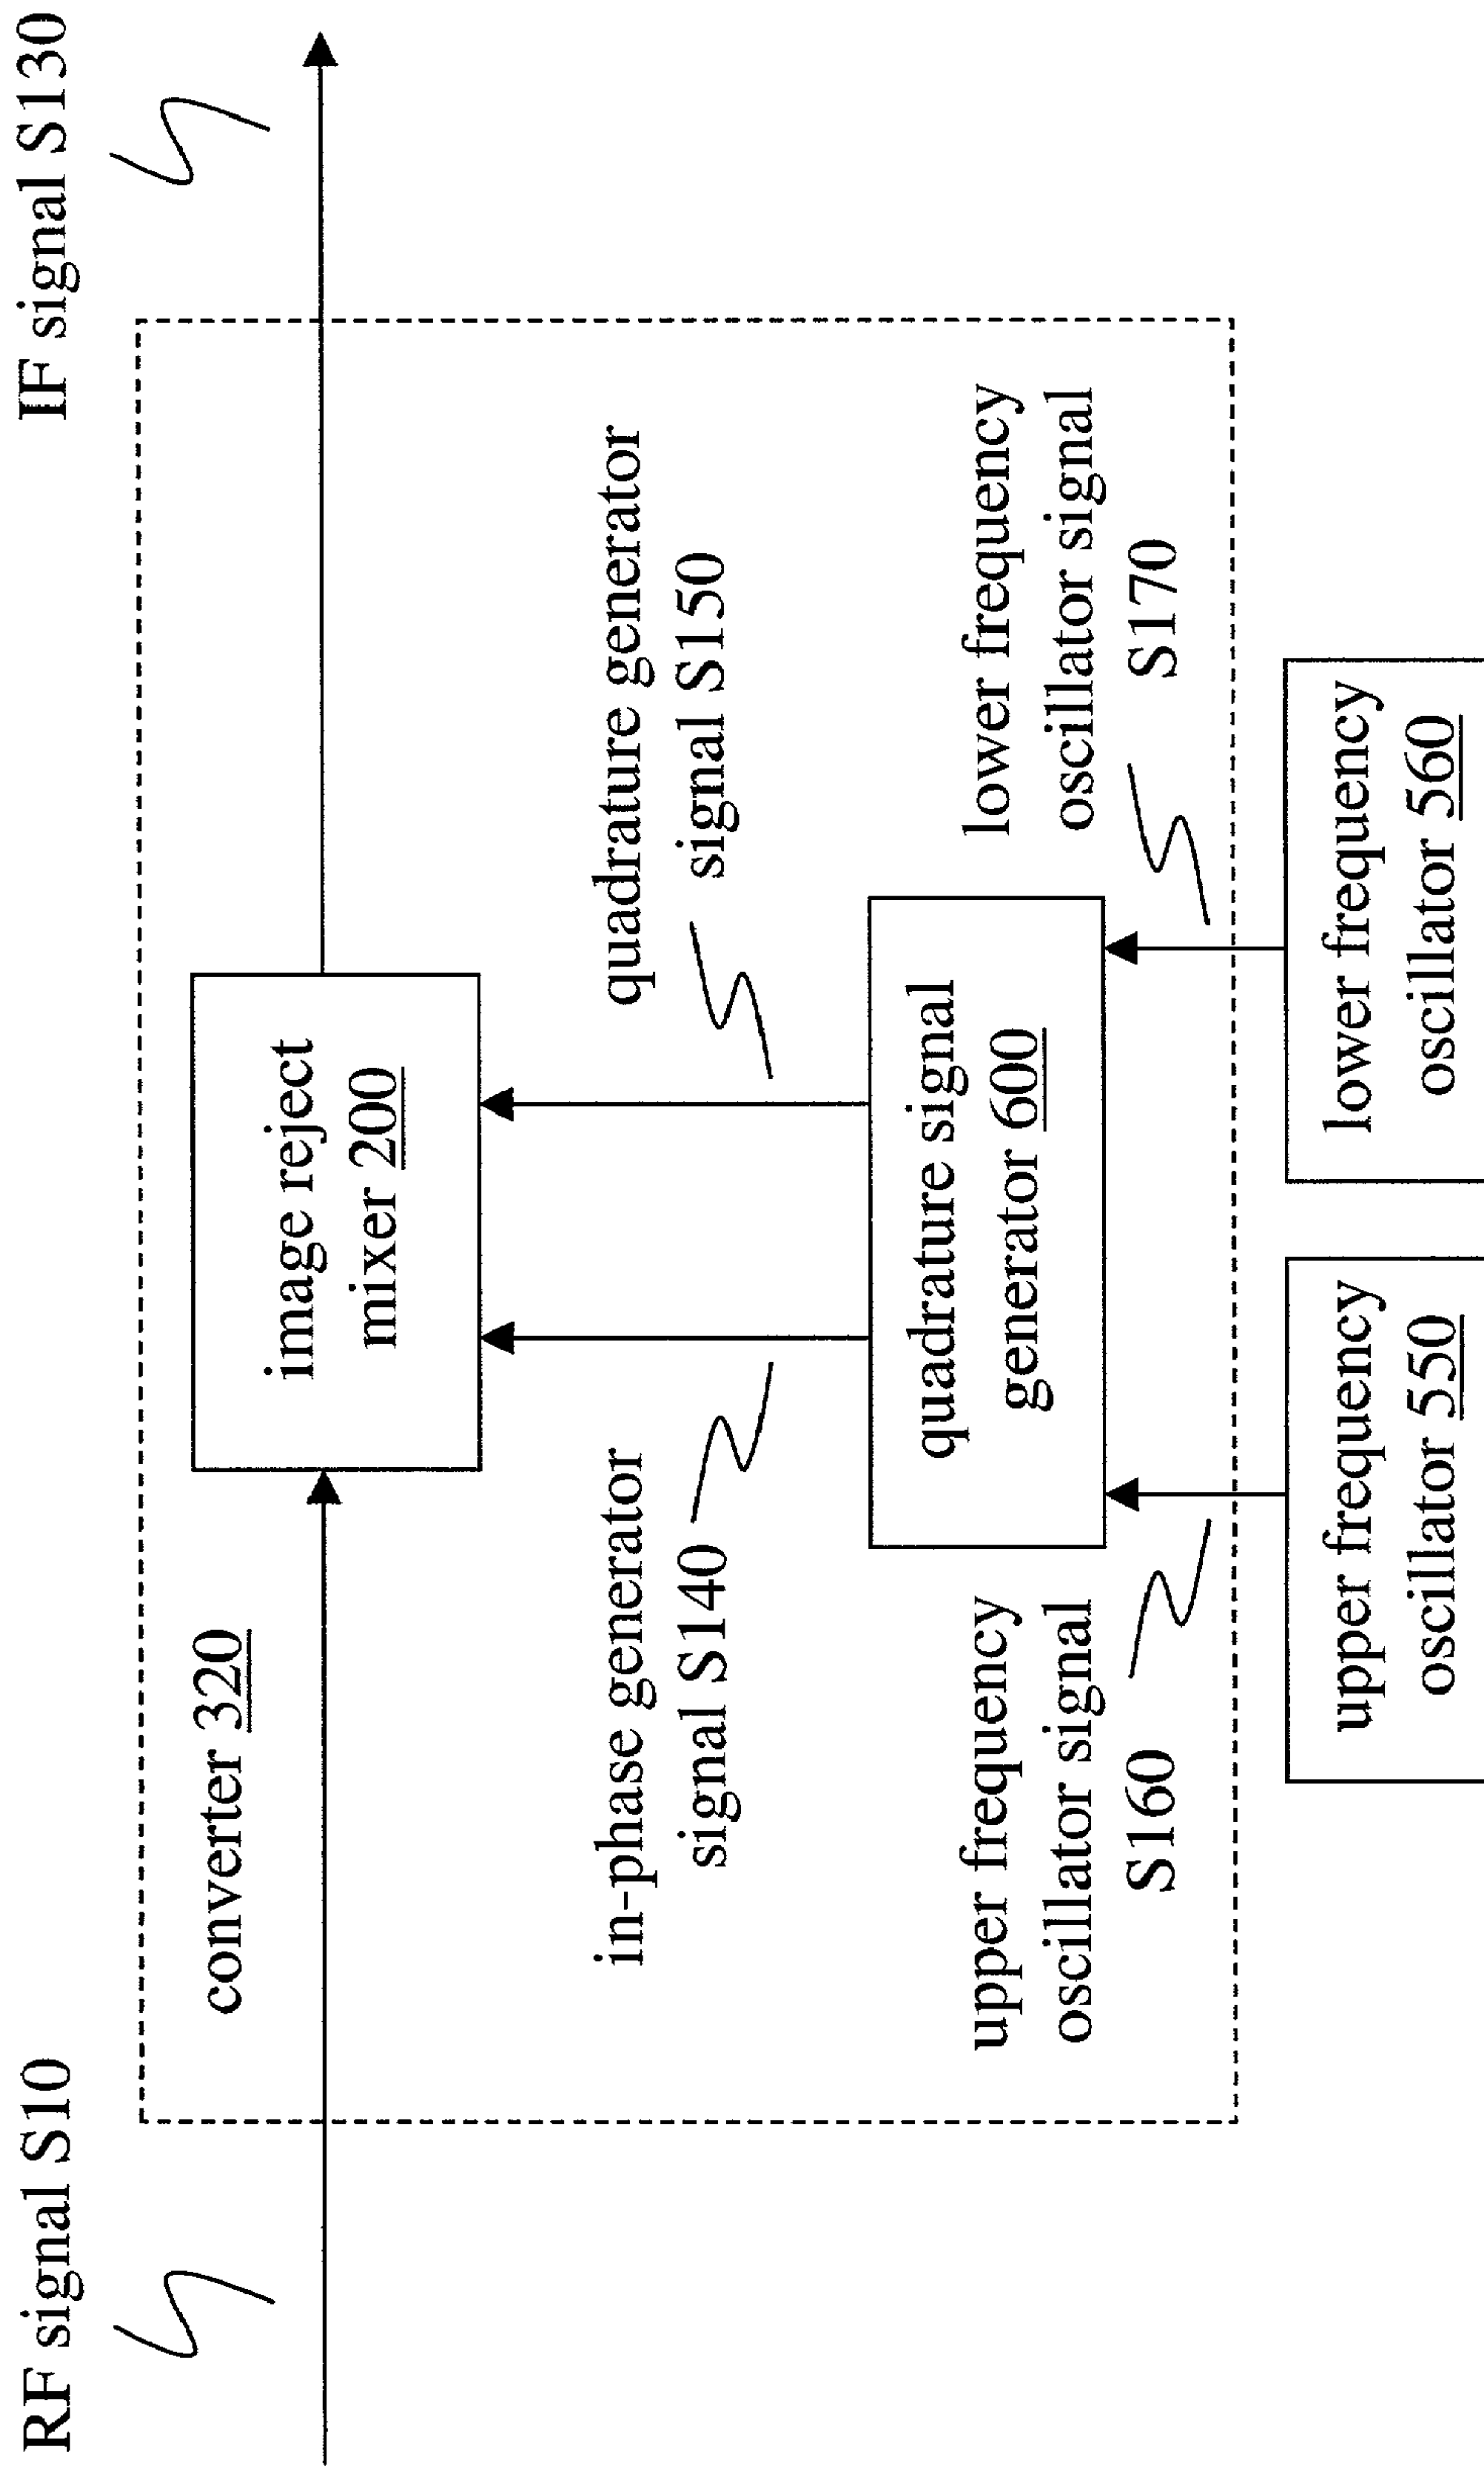 RF signal S10
IF signal S130
converter 320
image reject
mixer 200
in-phase generator
signal S140
quadrature generator
signal S150
quadrature signal
generator 600
upper frequency
oscillator signal
S160
lower frequency
oscillator signal
S170
upper frequency
oscillator 550
lower frequency
oscillator 560